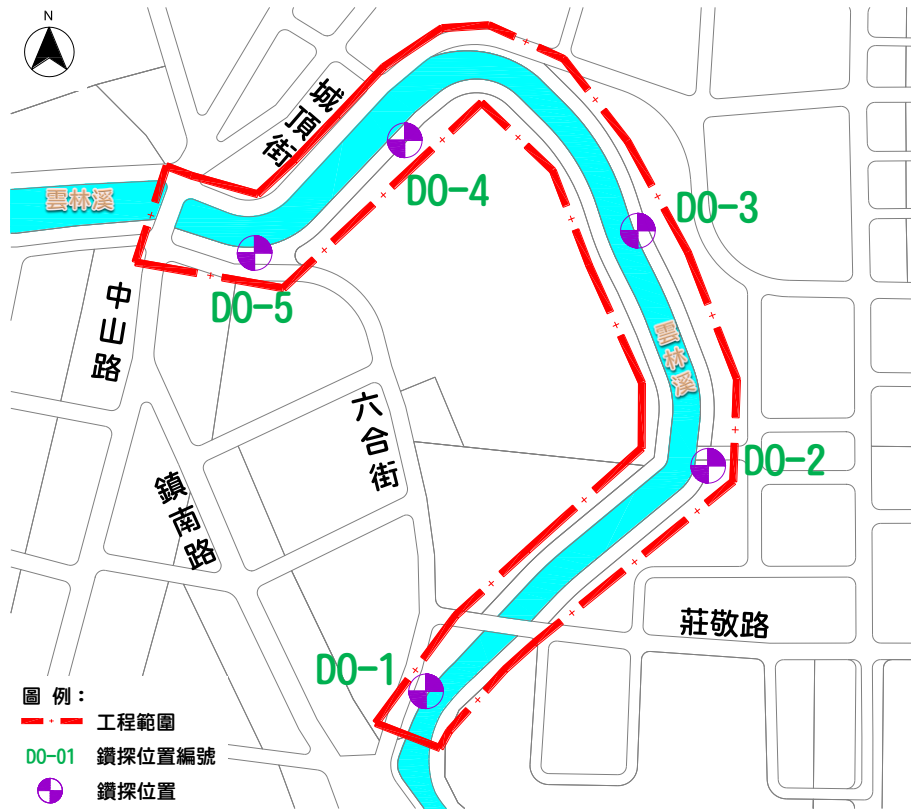 N
城頂街
雲林溪
DO-4
DO-3
DO-5
中山路
雲林溪
六合街
DO-2
鎮南路
莊敬路
DO-1
圖 例：
工程範圍
DO-01 鑽探位置編號
鑽探位置